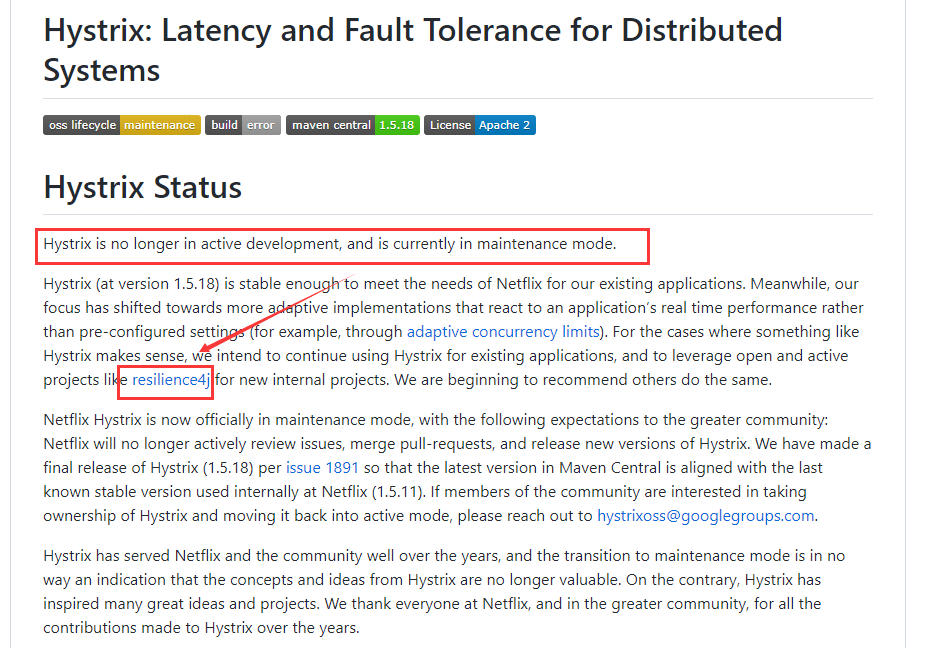 Hystrix: Latency and Fault Tolerance for Distributed
Systems
oss lifecycle maintenance build error maven central 1.5.18 License Apache 2
Hystrix Status
Hystrix is no longer in active development, and is currently in maintenance mode.
Hystrix (at version 1.5.18) is stable enough to meet the needs of Netflix for our existing applications. Meanwhile, our
focus has shifted towards more adaptive implementations that react to an application’s real time performance rather
than pre-configured settings (for example, through adaptive concurrency limits). For the cases where something like
Hystrix makes sense, we intend to continue using Hystrix for existing applications, and to leverage open and active
projects like resilience4j for new internal projects. We are beginning to recommend others do the same.
Netflix Hystrix is now officially in maintenance mode, with the following expectations to the greater community:
Netflix will no longer actively review issues, merge pull-requests, and release new versions of Hystrix. We have made a
final release of Hystrix (1.5.18) per issue 1891 so that the latest version in Maven Central is aligned with the last
known stable version used internally at Netflix (1.5.11). If members of the community are interested in taking
ownership of Hystrix and moving it back into active mode, please reach out to hystrixoss@googlegroups.com.
Hystrix has served Netflix and the community well over the years, and the transition to maintenance mode is in no
way an indication that the concepts and ideas from Hystrix are no longer valuable. On the contrary, Hystrix has
inspired many great ideas and projects. We thank everyone at Netflix, and in the greater community, for all the
contributions made to Hystrix over the years.